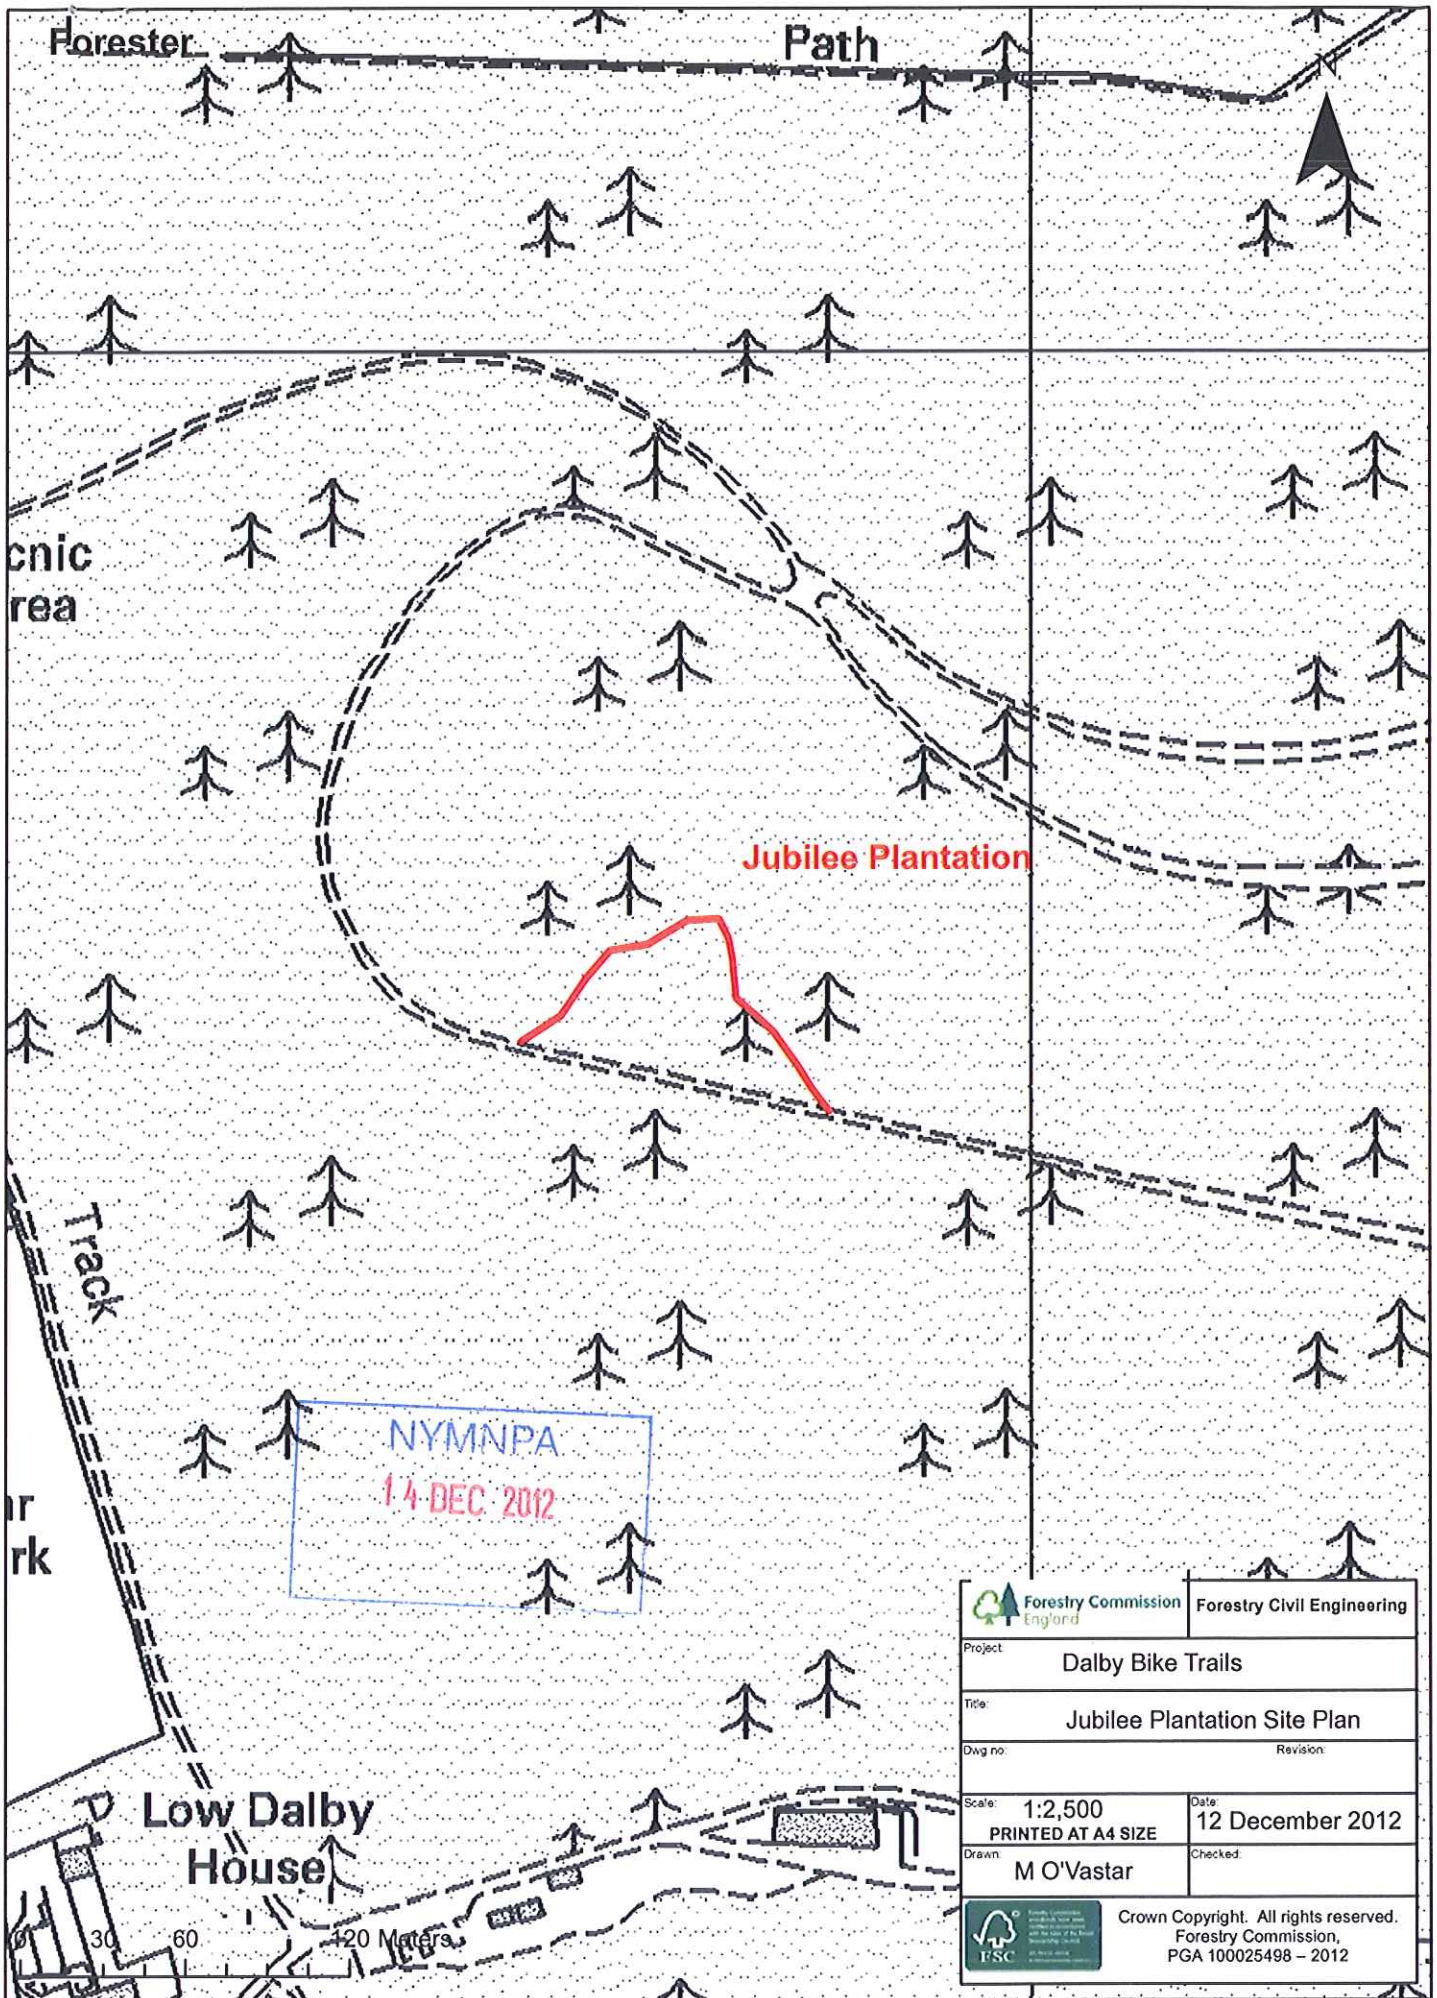 Forester
Path
N
cnic
rea
Jubilee Plantation
Track
NYMNPA
14 DEC 2012
ar
rk
Low Dalby
House
0 30 60 120 Meters
Forestry Commission
England
Forestry Civil Engineering
Project:
Dalby Bike Trails
Title:
Jubilee Plantation Site Plan
Dwg no:
Revision:
Scale:
1:2,500
PRINTED AT A4 SIZE
Date:
12 December 2012
Drawn:
M O'Vastar
Checked:
FSC
Crown Copyright. All rights reserved.
Forestry Commission,
PGA 100025498 – 2012